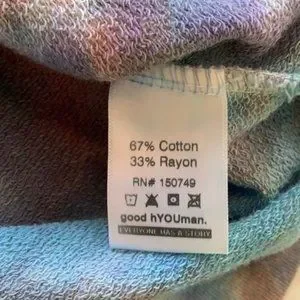 67% Cotton
33% Rayon
RN# 150749
good hYOUman.
EVERYONE HAS A STORY